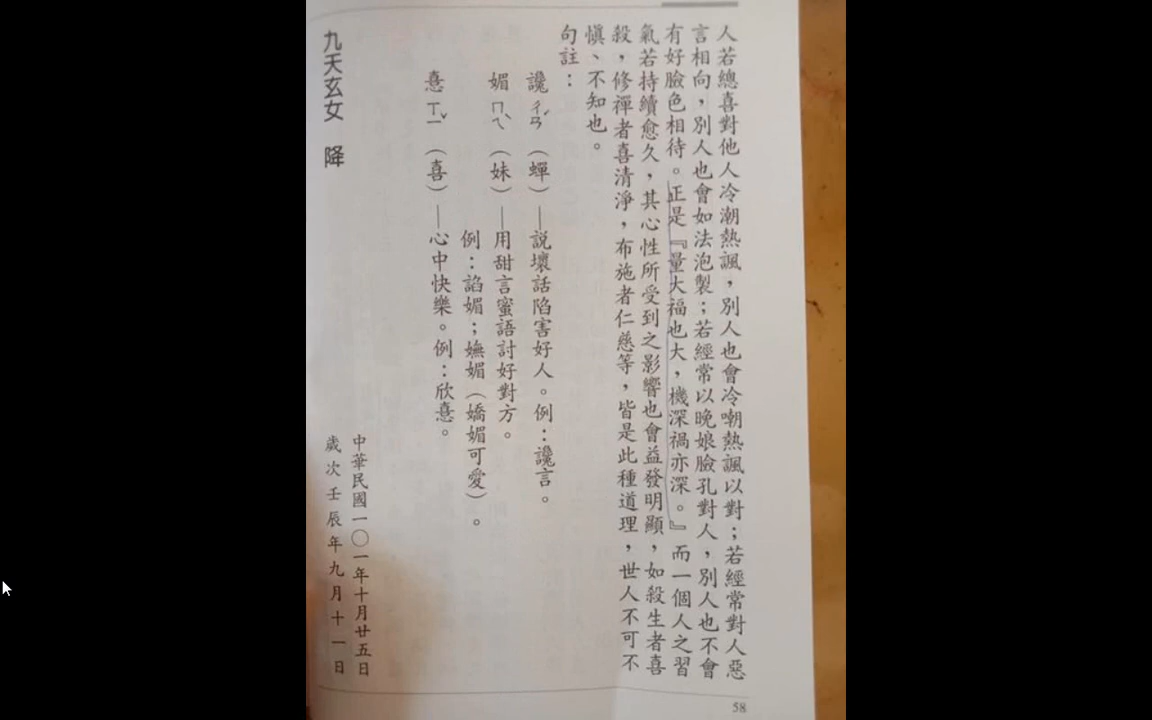 人若總喜對他人冷潮熱諷，別人也會冷嘲熱諷以對；若經常對人惡
言相向，別人也會如法泡製；若經常以晚娘臉孔對人，別人也不會
有好臉色相待。正是『量大福也大，機深禍亦深。』而一個人之習
氣若持續愈久，其心性所受到之影響也會益發明顯，如殺生者喜
殺，修禪者喜清淨，布施者仁慈等，皆是此種道理，世人不可不
慎、不知也。
句註：
讒ㄔㄢˊ（蟬）—說壞話陷害好人。例：讒言。
媚ㄇㄟˋ（妹）—用甜言蜜語討好對方。
例：諂媚；嫵媚（嬌媚可愛）。
憙ㄒㄧˇ（喜）—心中快樂。例：欣憙。
中華民國一〇一年十月廿五日
歲次壬辰年九月十一日
九天玄女 降
58